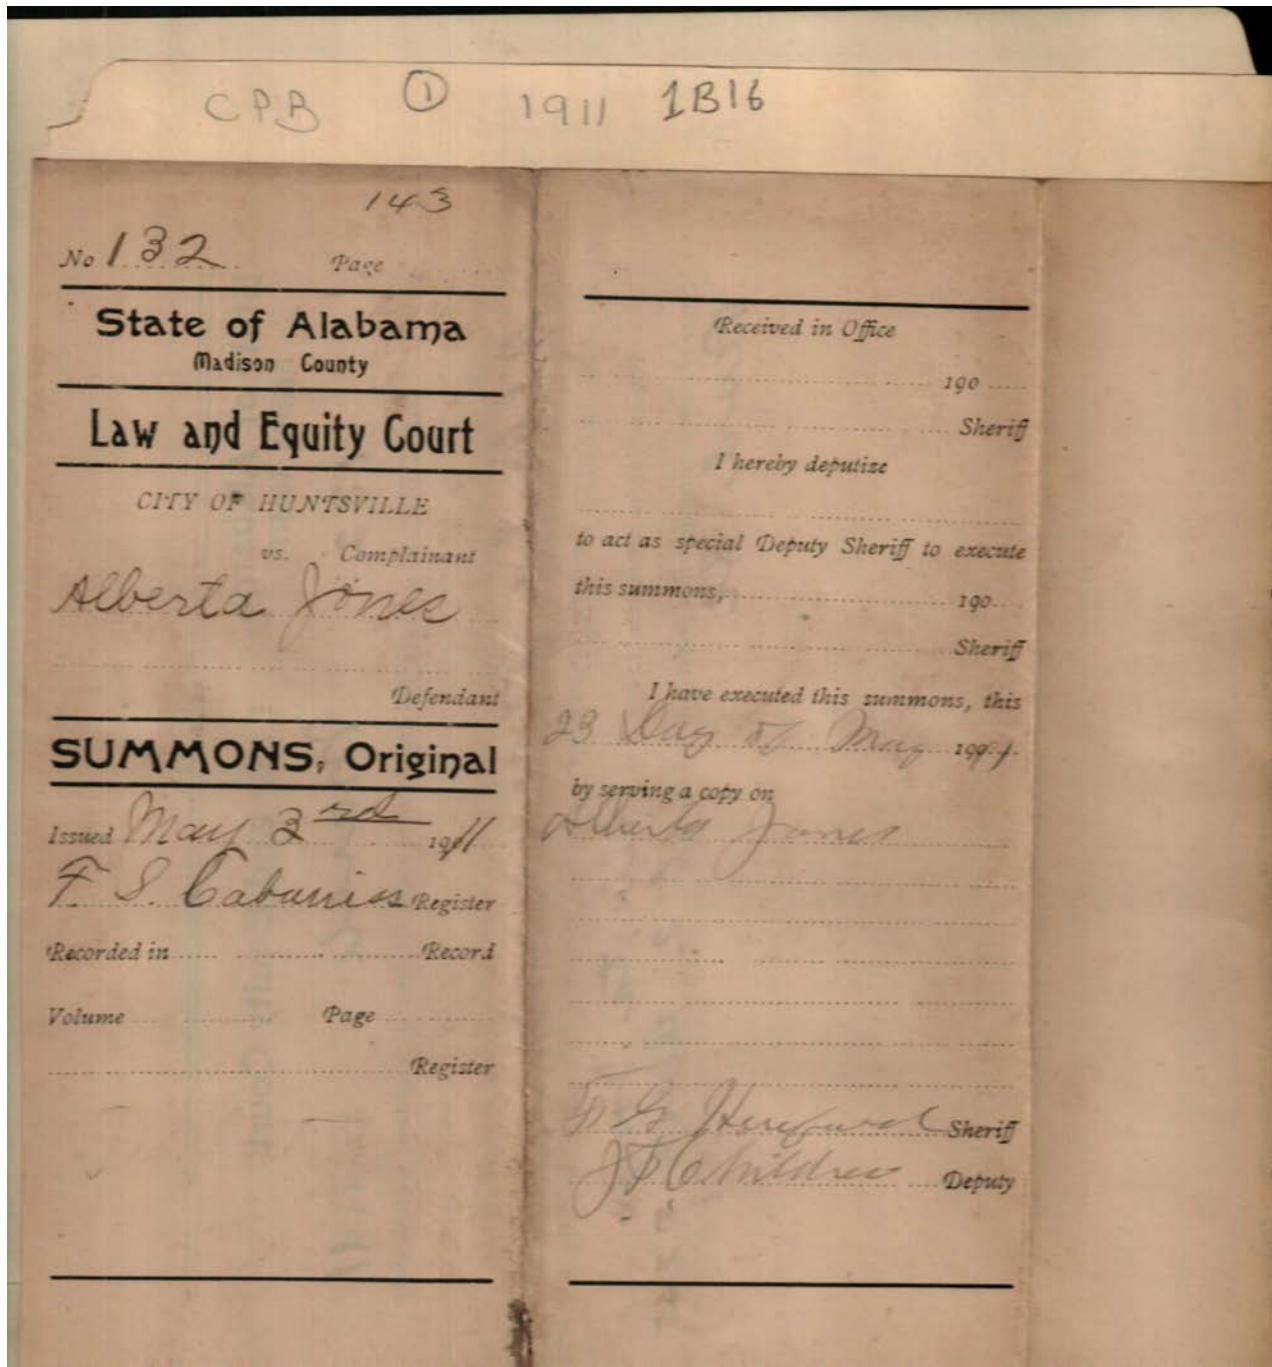 CPB ① 1911 1B16
143
No 132 Page
State of Alabama
Madison County
Law and Equity Court
CITY OF HUNTSVILLE
vs. Complainant
Alberta Jones
Defendant
SUMMONS, Original
Issued May 3rd 1911
F. S. Cabaniss Register
Recorded in Record
Volume Page
Register
Received in Office
190
Sheriff
I hereby deputize
to act as special Deputy Sheriff to execute
this summons, 190
Sheriff
I have executed this summons, this
23 Day of May 1911.
by serving a copy on
Alberta Jones
Sheriff
Deputy